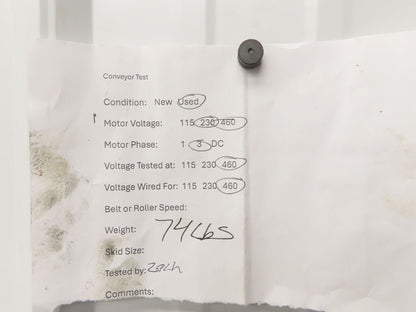 Conveyor Test
Condition: New Used
Motor Voltage: 115 230 460
Motor Phase: 1 3 DC
Voltage Tested at: 115 230 460
Voltage Wired For: 115 230 460
Belt or Roller Speed:
Weight: 74 Lbs
Skid Size:
Tested by: Zach
Comments: